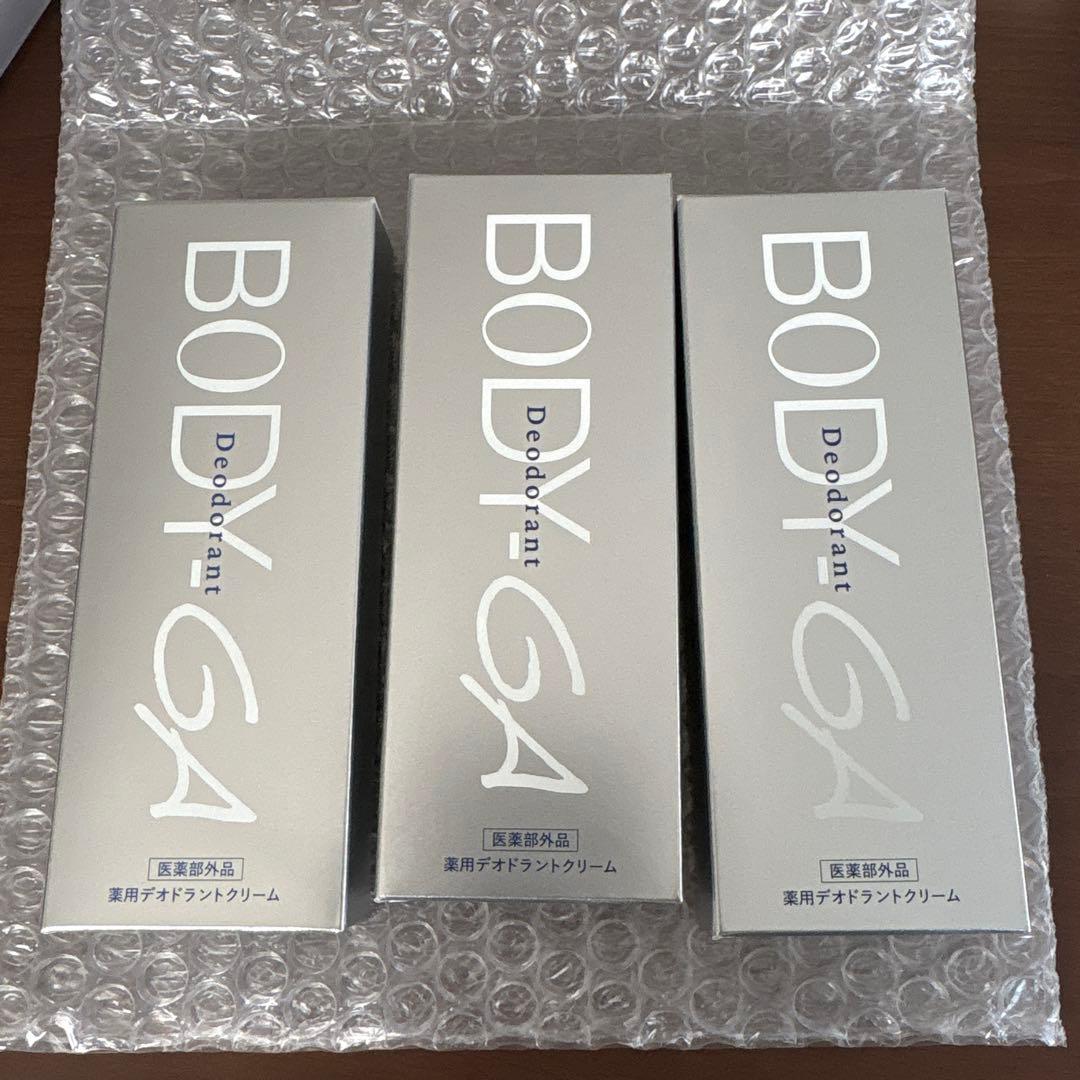 BODY-GA
Deodorant
医薬部外品
薬用デオドラントクリーム
BODY-GA
Deodorant
医薬部外品
薬用デオドラントクリーム
BODY-GA
Deodorant
医薬部外品
薬用デオドラントクリーム